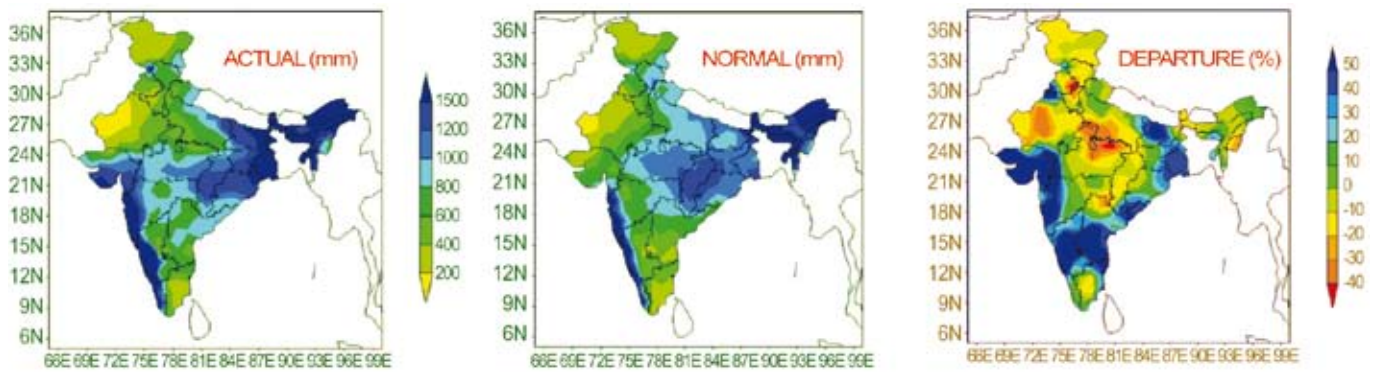 ACTUAL (mm)
36N
33N
30N
27N
24N
21N
18N
15N
12N
9N
6N
66E 69E 72E 75E 78E 81E 84E 87E 90E 93E 96E 99E
1500
1200
1000
800
600
400
200
NORMAL (mm)
36N
33N
30N
27N
24N
21N
18N
15N
12N
9N
6N
66E 69E 72E 75E 78E 81E 84E 87E 90E 93E 96E 99E
DEPARTURE (%)
36N
33N
30N
27N
24N
21N
18N
15N
12N
9N
6N
66E 69E 72E 75E 78E 81E 84E 87E 90E 93E 96E 99E
50
40
30
20
10
0
-10
-20
-30
-40